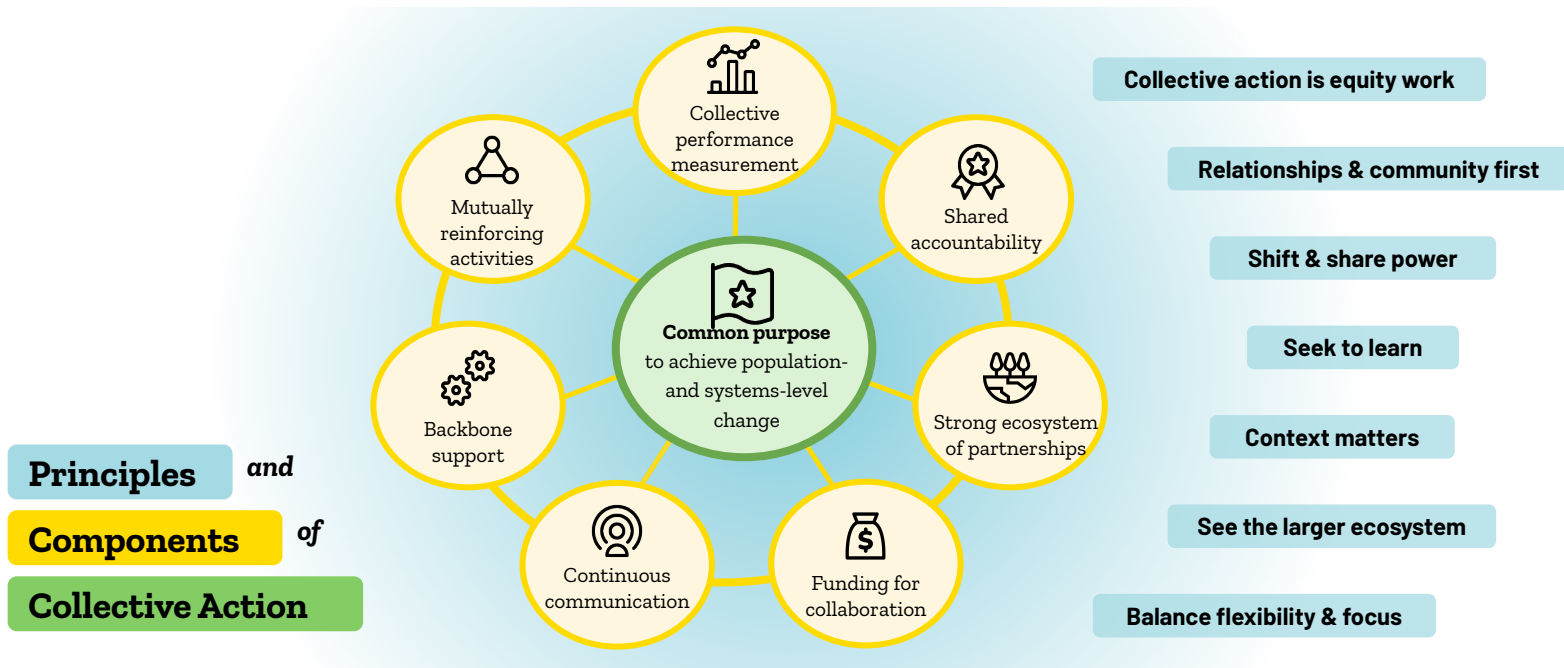 Principles and
Components of
Collective Action
Collective
performance
measurement
Shared
accountability
Strong ecosystem
of partnerships
Funding for
collaboration
$
Continuous
communication
Backbone
support
Mutually
reinforcing
activities
Common purpose
to achieve population-
and systems-level
change
Collective action is equity work
Relationships & community first
Shift & share power
Seek to learn
Context matters
See the larger ecosystem
Balance flexibility & focus